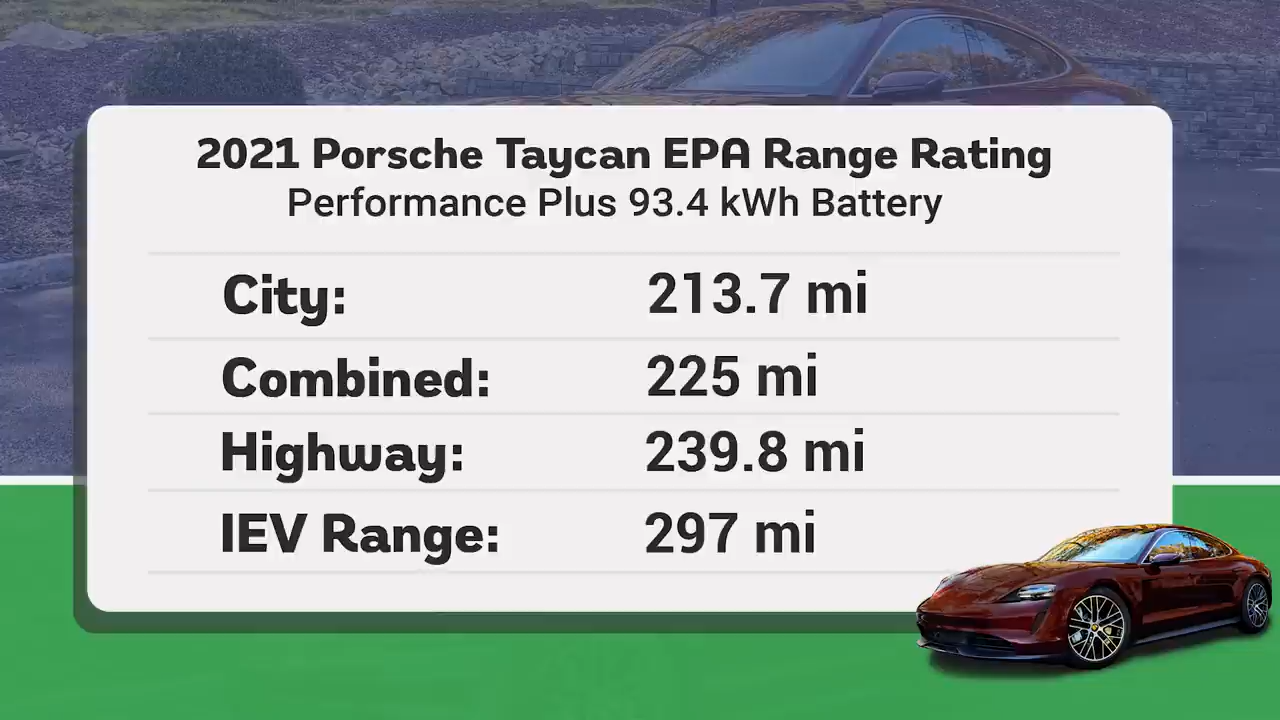 2021 Porsche Taycan EPA Range Rating
Performance Plus 93.4 kWh Battery
City: 213.7 mi
Combined: 225 mi
Highway: 239.8 mi
IEV Range: 297 mi